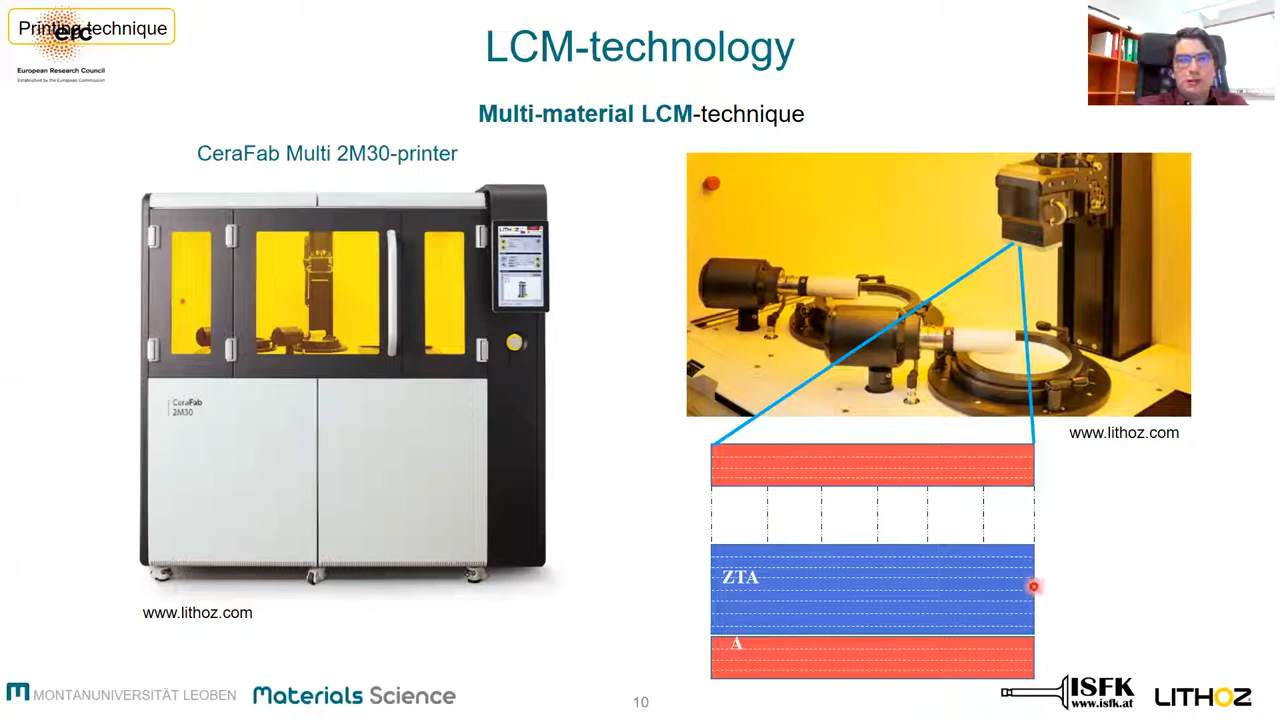 Printing technique
erc
European Research Council
Established by the European Commission
LCM-technology
Multi-material LCM-technique
CeraFab Multi 2M30-printer
LITHOZ
CeraFab
2M30
www.lithoz.com
www.lithoz.com
ZTA
A
MONTANUNIVERSITÄT LEOBEN
Materials Science
10
ISFK
www.isfk.at
LITHOZ